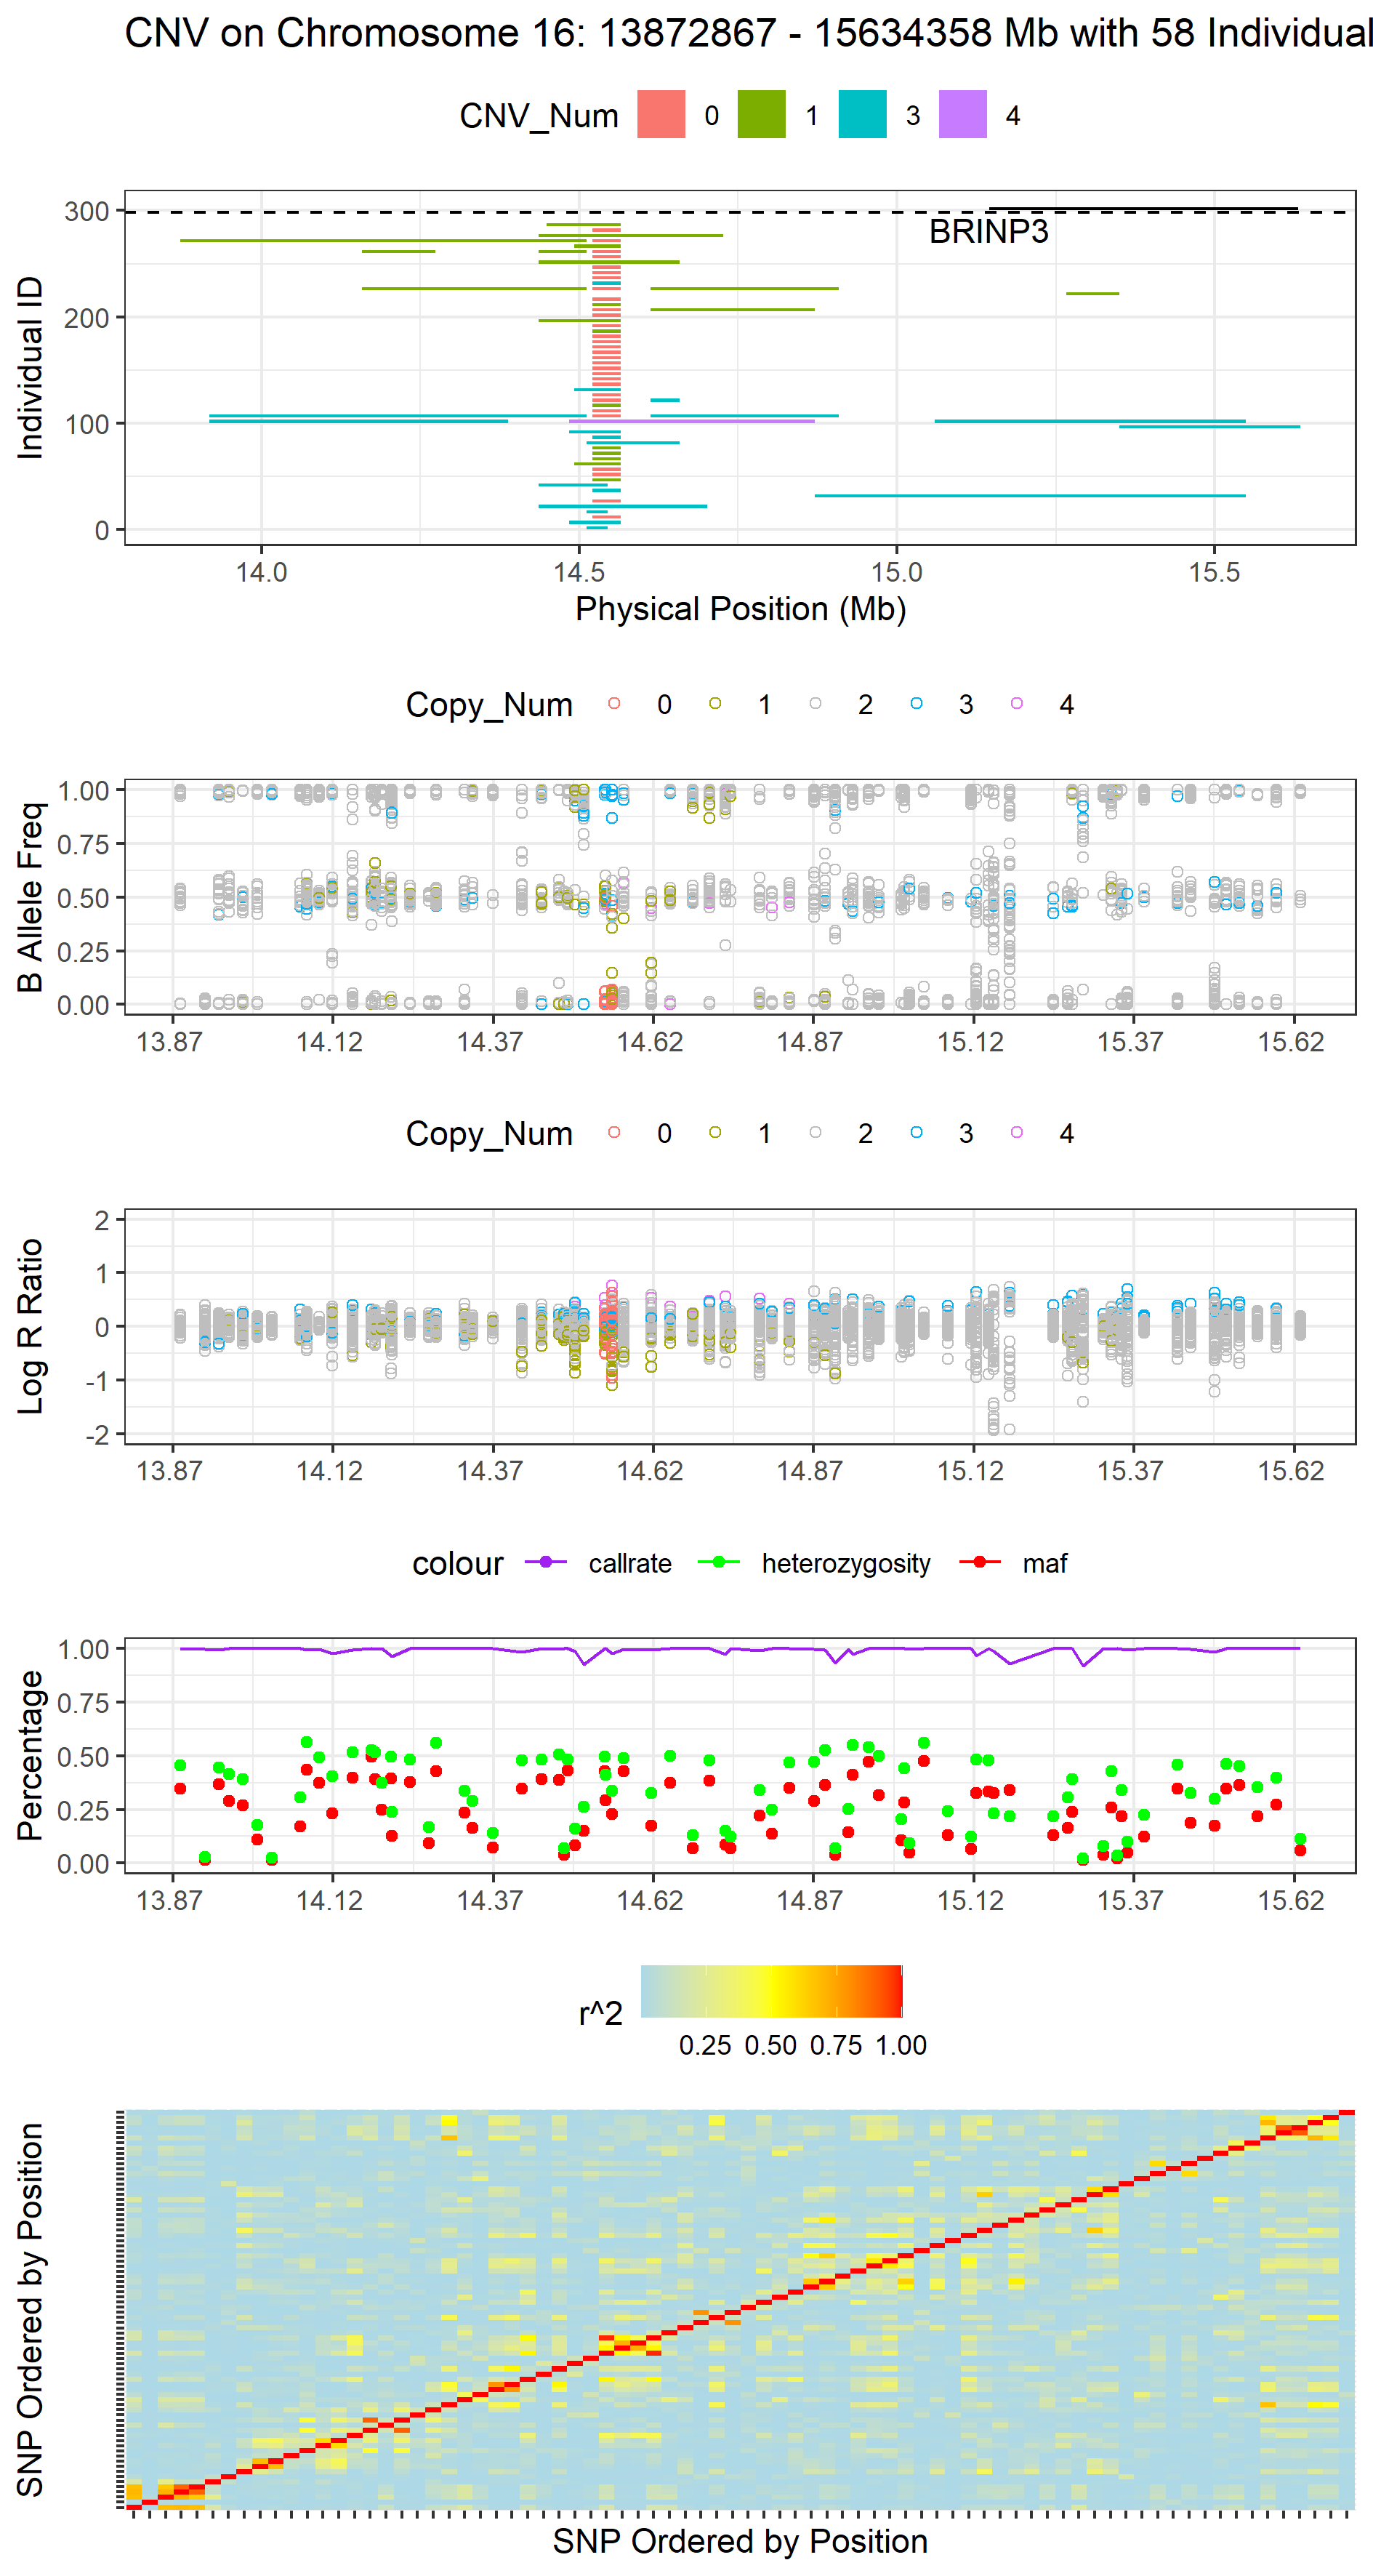 CNV on Chromosome 16: 13872867 - 15634358 Mb with 58 Individual
CNV_Num 0 1 3 4
300
200
100
0
Individual ID
BRINP3
14.0 14.5 15.0 15.5
Physical Position (Mb)
Copy_Num 0 1 2 3 4
1.00
0.75
0.50
0.25
0.00
B Allele Freq
13.87 14.12 14.37 14.62 14.87 15.12 15.37 15.62
Copy_Num 0 1 2 3 4
2
1
0
-1
-2
Log R Ratio
13.87 14.12 14.37 14.62 14.87 15.12 15.37 15.62
colour callrate heterozygosity maf
1.00
0.75
0.50
0.25
0.00
Percentage
13.87 14.12 14.37 14.62 14.87 15.12 15.37 15.62
r^2
0.25 0.50 0.75 1.00
SNP Ordered by Position
SNP Ordered by Position